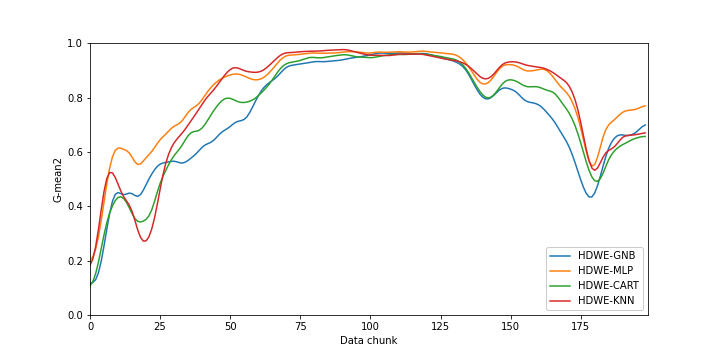 G-mean2
1.0
0.8
0.6
0.4
0.2
0.0
0 25 50 75 100 125 150 175
Data chunk
HDWE-GNB
HDWE-MLP
HDWE-CART
HDWE-KNN